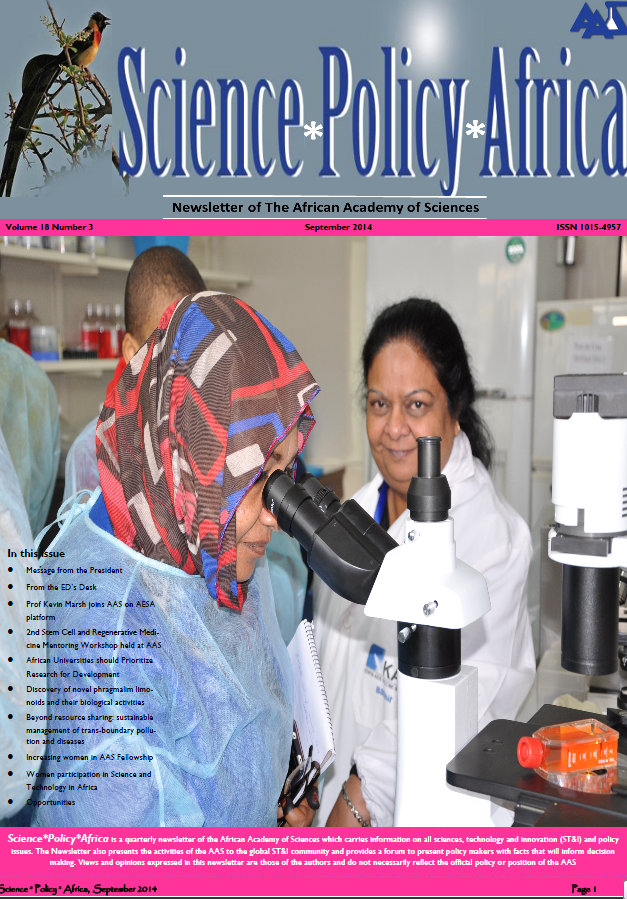 AAS
Science*Policy*Africa
Newsletter of The African Academy of Sciences
Volume 18 Number 3 September 2014 ISSN 1015-4957
In this issue
• Message from the President
• From the ED's Desk
• Prof Kevin Marsh joins AAS on AESA
platform
• 2nd Stem Cell and Regenerative Medi-
cine Mentoring Workshop held at AAS
• African Universities should Prioritize
Research for Development
• Discovery of novel phragmalim limo-
noids and their biological activities
• Beyond resource sharing: sustainable
management of trans-boundary pollu-
tion and diseases
• Increasing women in AAS Fellowship
• Women participation in Science and
Technology in Africa
• Opportunities
Science*Policy*Africa is a quarterly newsletter of the African Academy of Sciences which carries information on all sciences, technology and innovation (ST&I) and policy
issues. The Newsletter also presents the activities of the AAS to the global ST&I community and provides a forum to present policy makers with facts that will inform decision
making. Views and opinions expressed in this newsletter are those of the authors and do not necessarily reflect the official policy or position of the AAS
Science * Policy * Africa, September 2014 Page 1